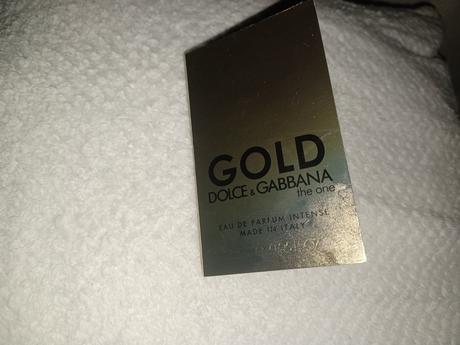 GOLD
DOLCE & GABBANA
the one
EAU DE PARFUM INTENSE
MADE IN ITALY